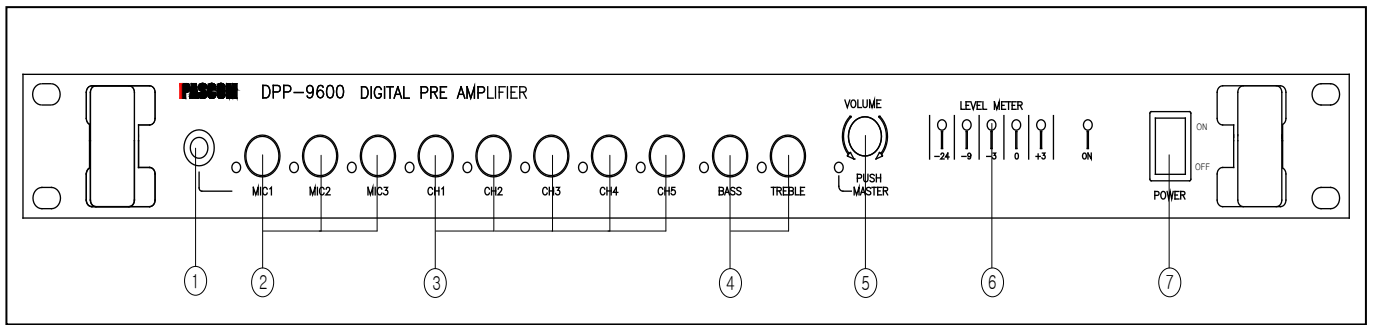 PASCOM DPP-9600 DIGITAL PRE AMPLIFIER
VOLUME
LEVEL METER
-24 -9 -3 0 +3 ON
ON
OFF
POWER
MIC1 MIC2 MIC3 CH1 CH2 CH3 CH4 CH5 BASS TREBLE
PUSH
MASTER
1 2 3 4 5 6 7